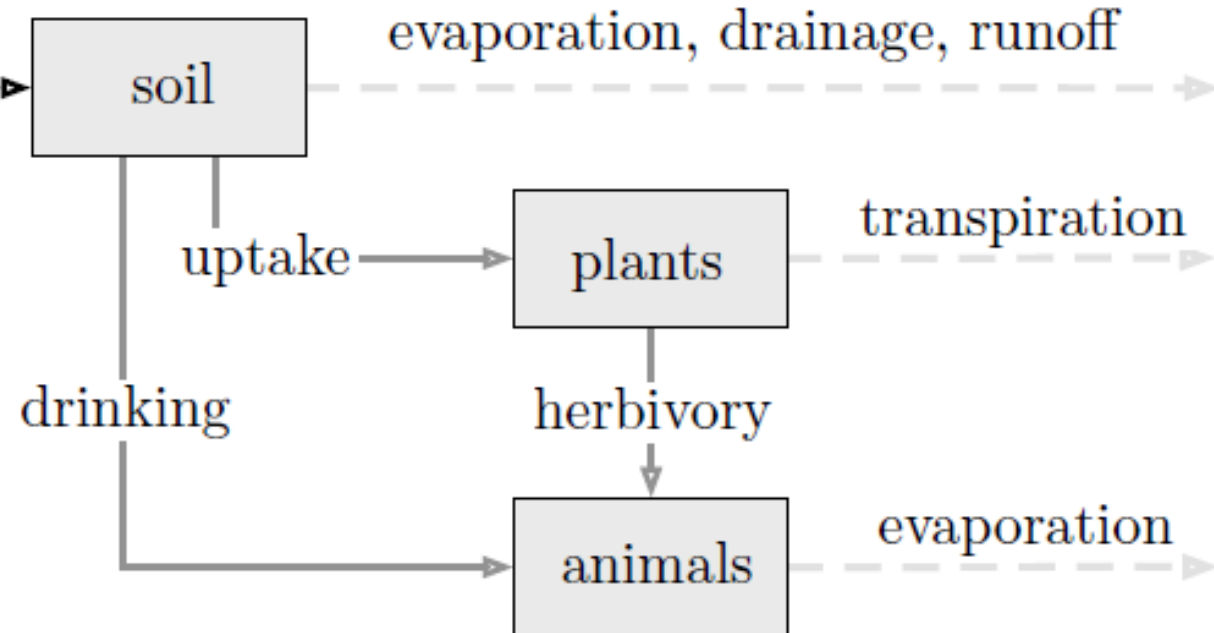 evaporation, drainage, runoff
soil
transpiration
uptake
plants
drinking
herbivory
evaporation
animals